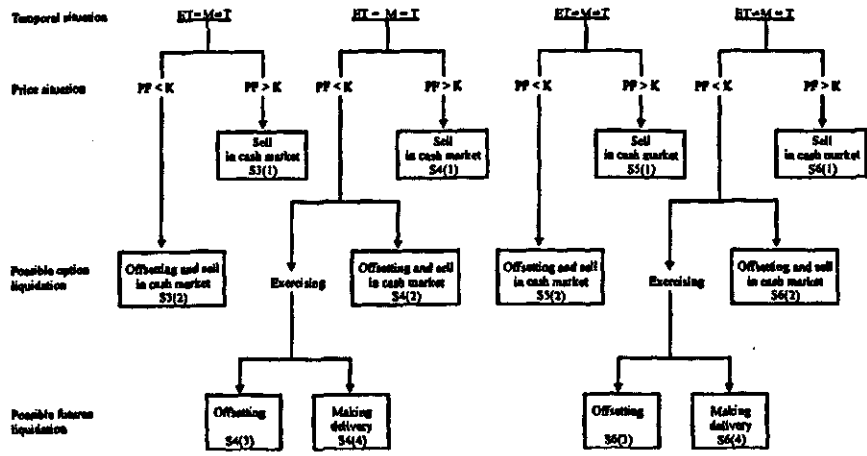 Temporal situation
Price situation
PF < K
PF > K
PF < K
PF > K
PF < K
PF > K
PF < K
PF > K
Sell
in cash market
S3(1)
Sell
in cash market
S4(1)
Sell
in cash market
S5(1)
Sell
in cash market
S6(1)
Possible option
liquidation
Offsetting and sell
in cash market
S3(2)
Exercising
Offsetting and sell
in cash market
S4(2)
Offsetting and sell
in cash market
S5(2)
Exercising
Offsetting and sell
in cash market
S6(2)
Possible futures
liquidation
Offsetting
S4(3)
Making
delivery
S4(4)
Offsetting
S6(3)
Making
delivery
S6(4)